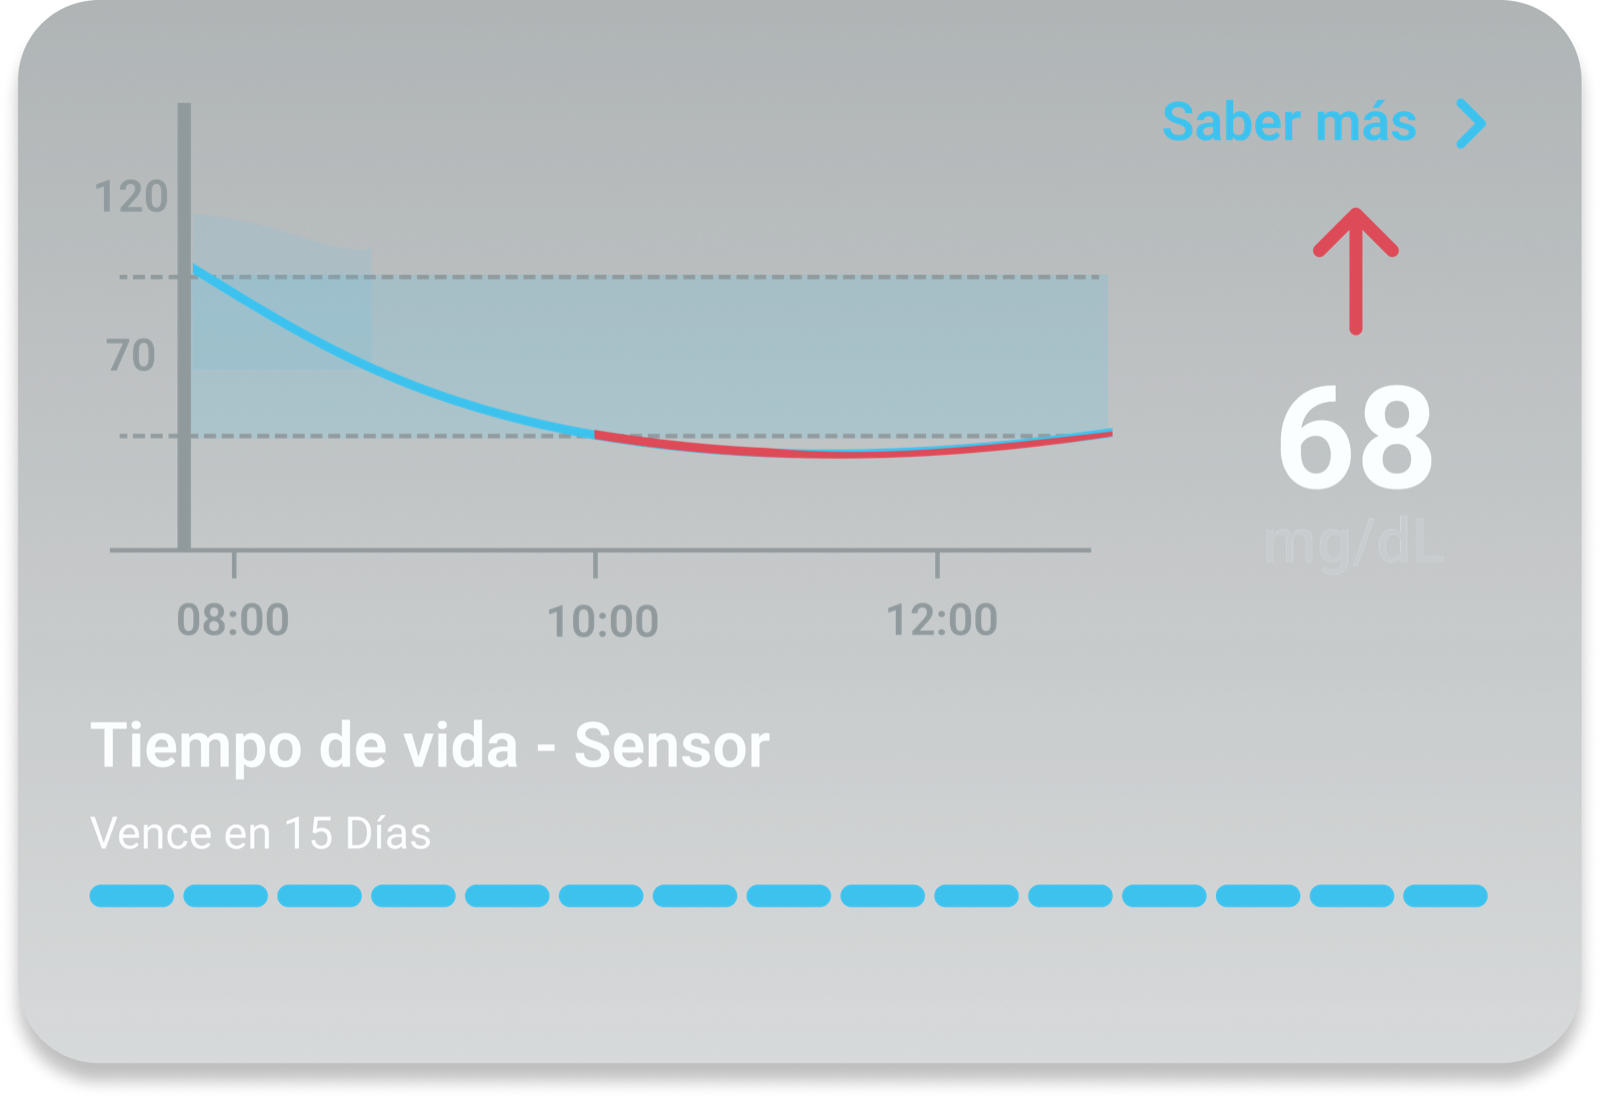 Saber más
120
70
68
mg/dL
08:00 10:00 12:00
Tiempo de vida - Sensor
Vence en 15 Días